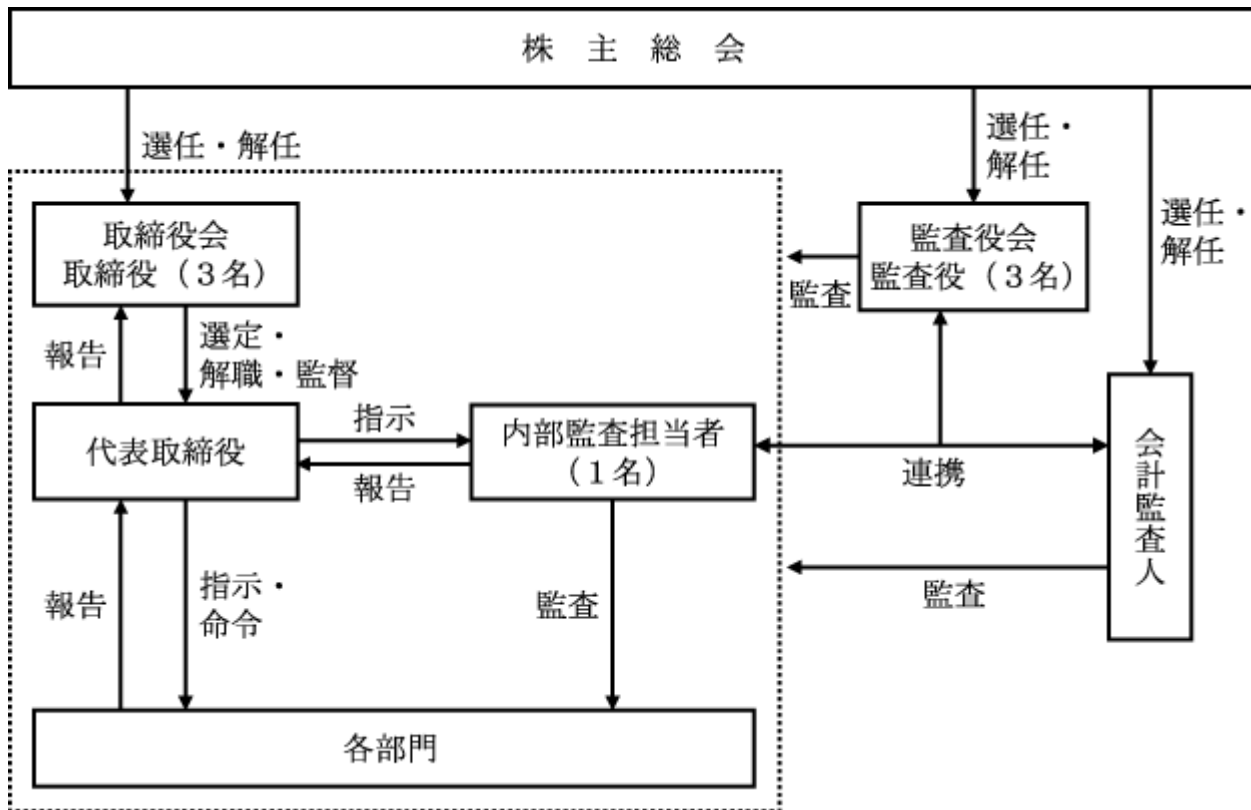 株主総会
選任・解任
選任・
解任
選任・
解任
取締役会
取締役（３名）
監査役会
監査役（３名）
監査
報告
選定・
解職・監督
代表取締役
指示
報告
内部監査担当者
（１名）
連携
会計監査人
報告
指示・
命令
監査
監査
各部門